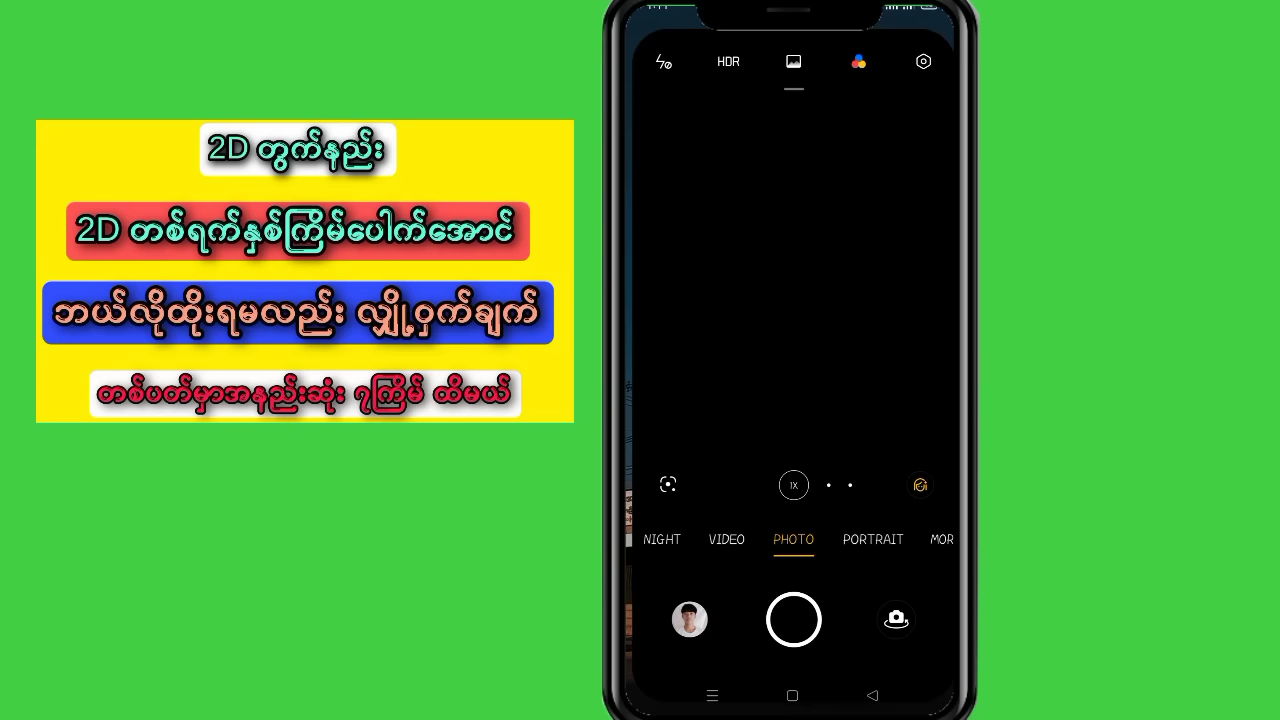 2D တွက်နည်း
2D တစ်ရက်နှစ်ကြိမ်ပေါက်အောင်
ဘယ်လိုထိုးရမလည်း လျှို့ဝှက်ချက်
တစ်ပတ်မှာအနည်းဆုံး ၇ကြိမ် ထိမယ်
HDR
1X
NIGHT VIDEO PHOTO PORTRAIT MOR